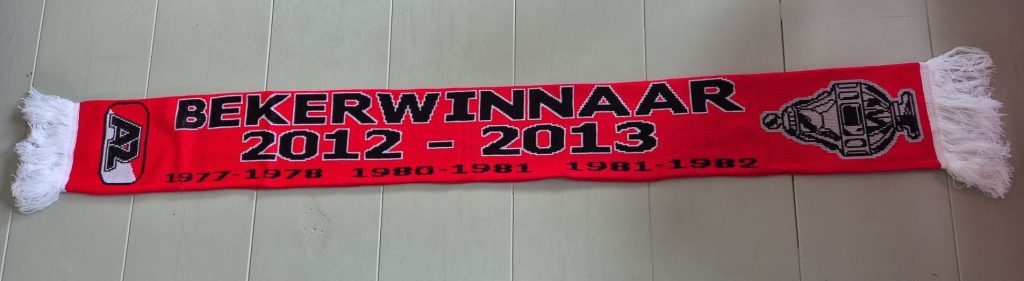 AZ
BEKERWINNAAR
2012 - 2013
1977-1978 1980-1981 1981-1982